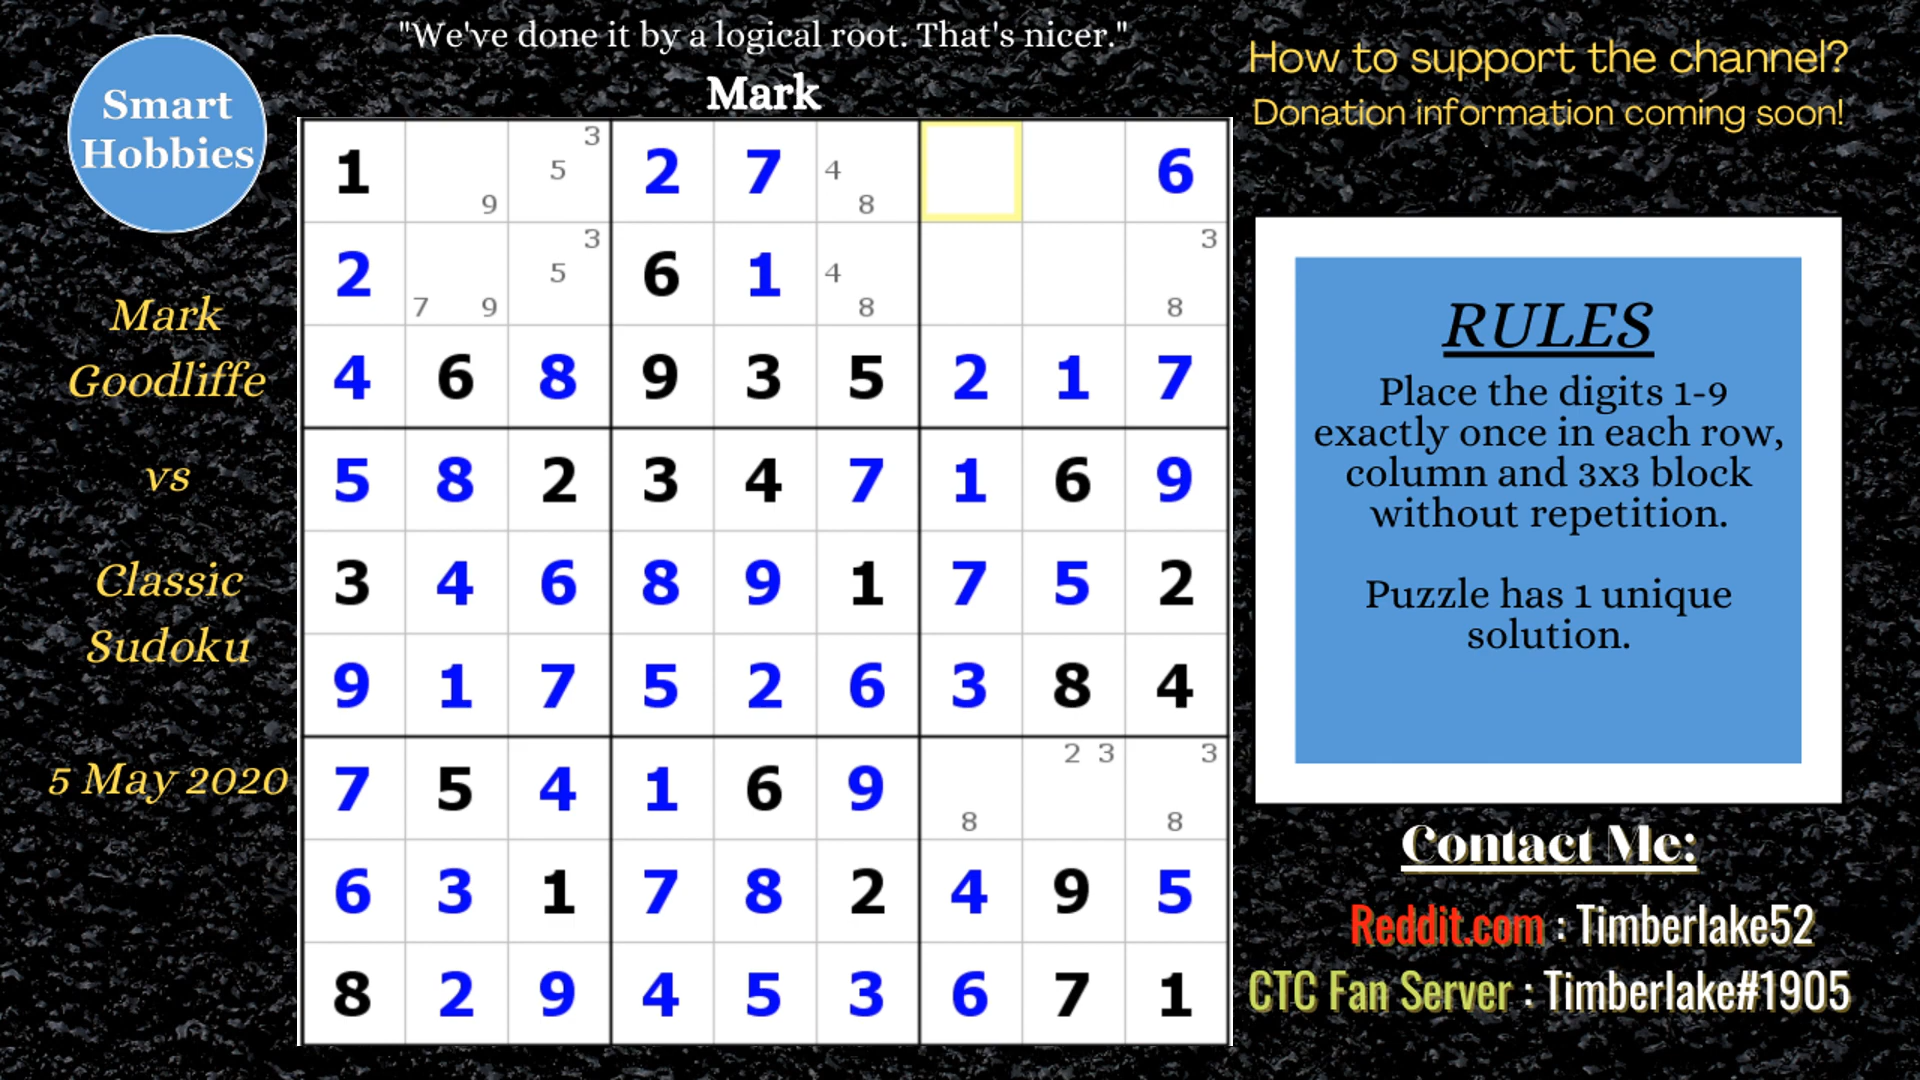 "We've done it by a logical root. That's nicer."
Mark
How to support the channel?
Donation information coming soon!
Smart
Hobbies
Mark
Goodliffe
vs
Classic
Sudoku
5 May 2020
1 9 3 5 2 7 4 8 6
2 7 9 3 5 6 1 4 8 3 8
4 6 8 9 3 5 2 1 7
5 8 2 3 4 7 1 6 9
3 4 6 8 9 1 7 5 2
9 1 7 5 2 6 3 8 4
7 5 4 1 6 9 8 2 3 3 8
6 3 1 7 8 2 4 9 5
8 2 9 4 5 3 6 7 1
RULES
Place the digits 1-9
exactly once in each row,
column and 3x3 block
without repetition.
Puzzle has 1 unique
solution.
Contact Me:
Reddit.com : Timberlake52
CTC Fan Server : Timberlake#1905